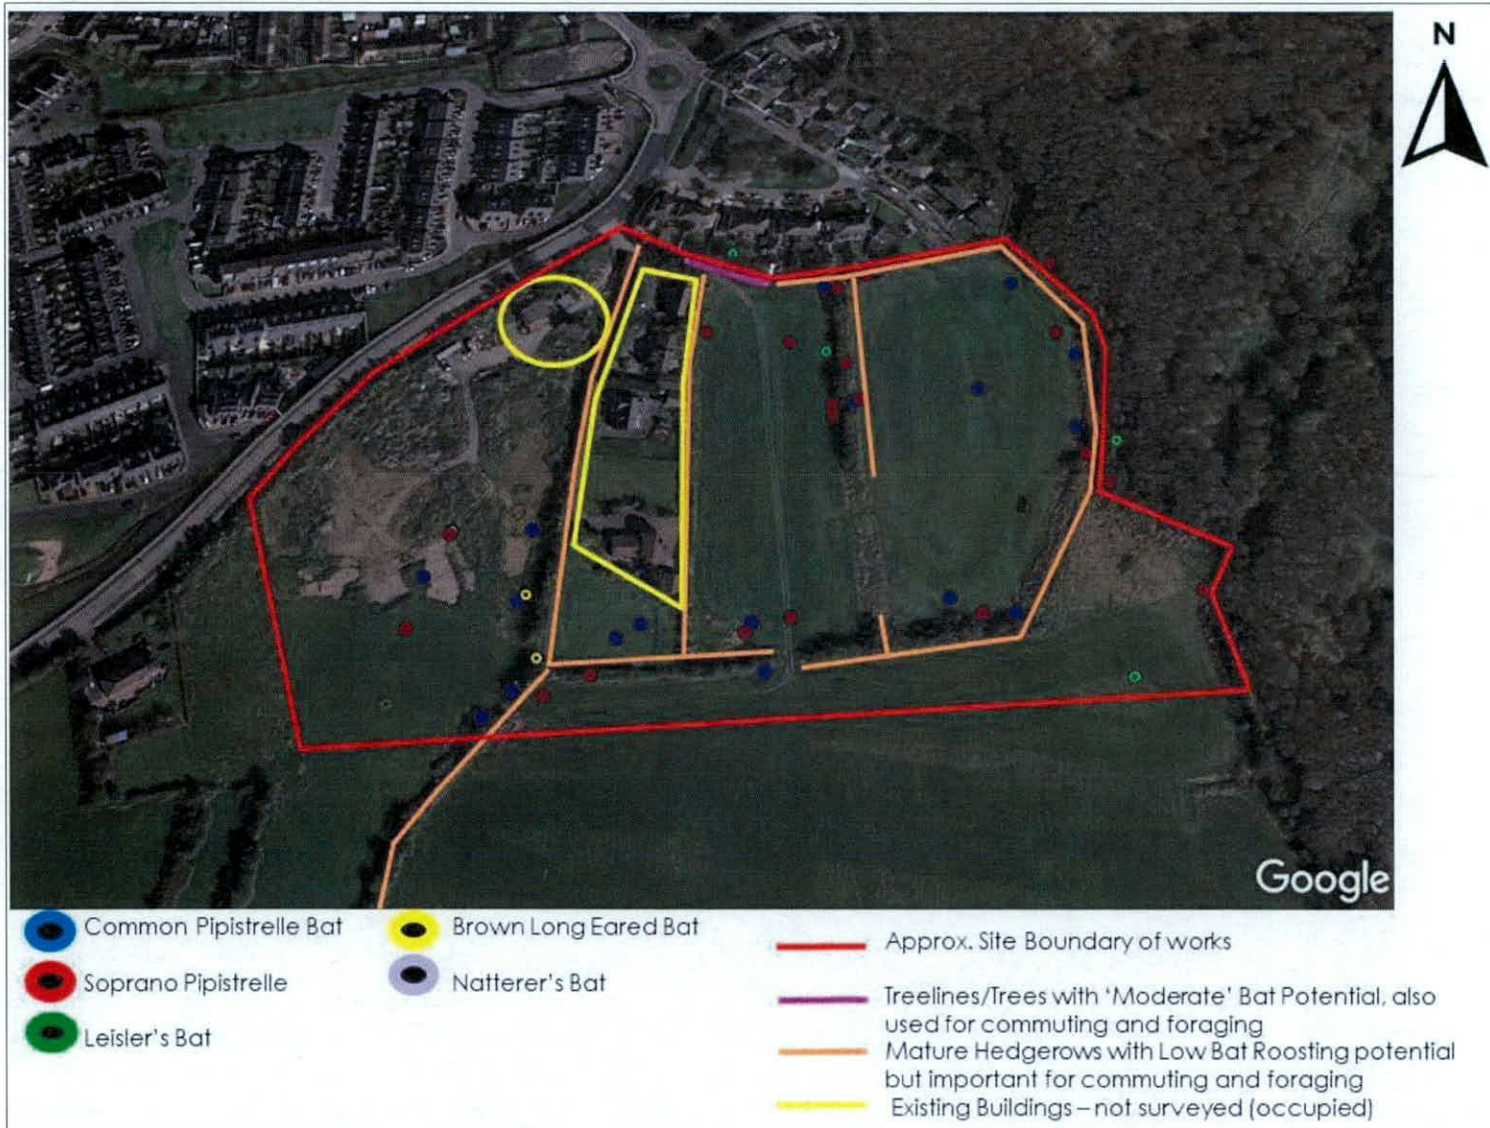 N
Google
Common Pipistrelle Bat
Soprano Pipistrelle
Leisler's Bat
Brown Long Eared Bat
Natterer's Bat
Approx. Site Boundary of works
Treelines/Trees with 'Moderate' Bat Potential, also
used for commuting and foraging
Mature Hedgerows with Low Bat Roosting potential
but important for commuting and foraging
Existing Buildings – not surveyed (occupied)